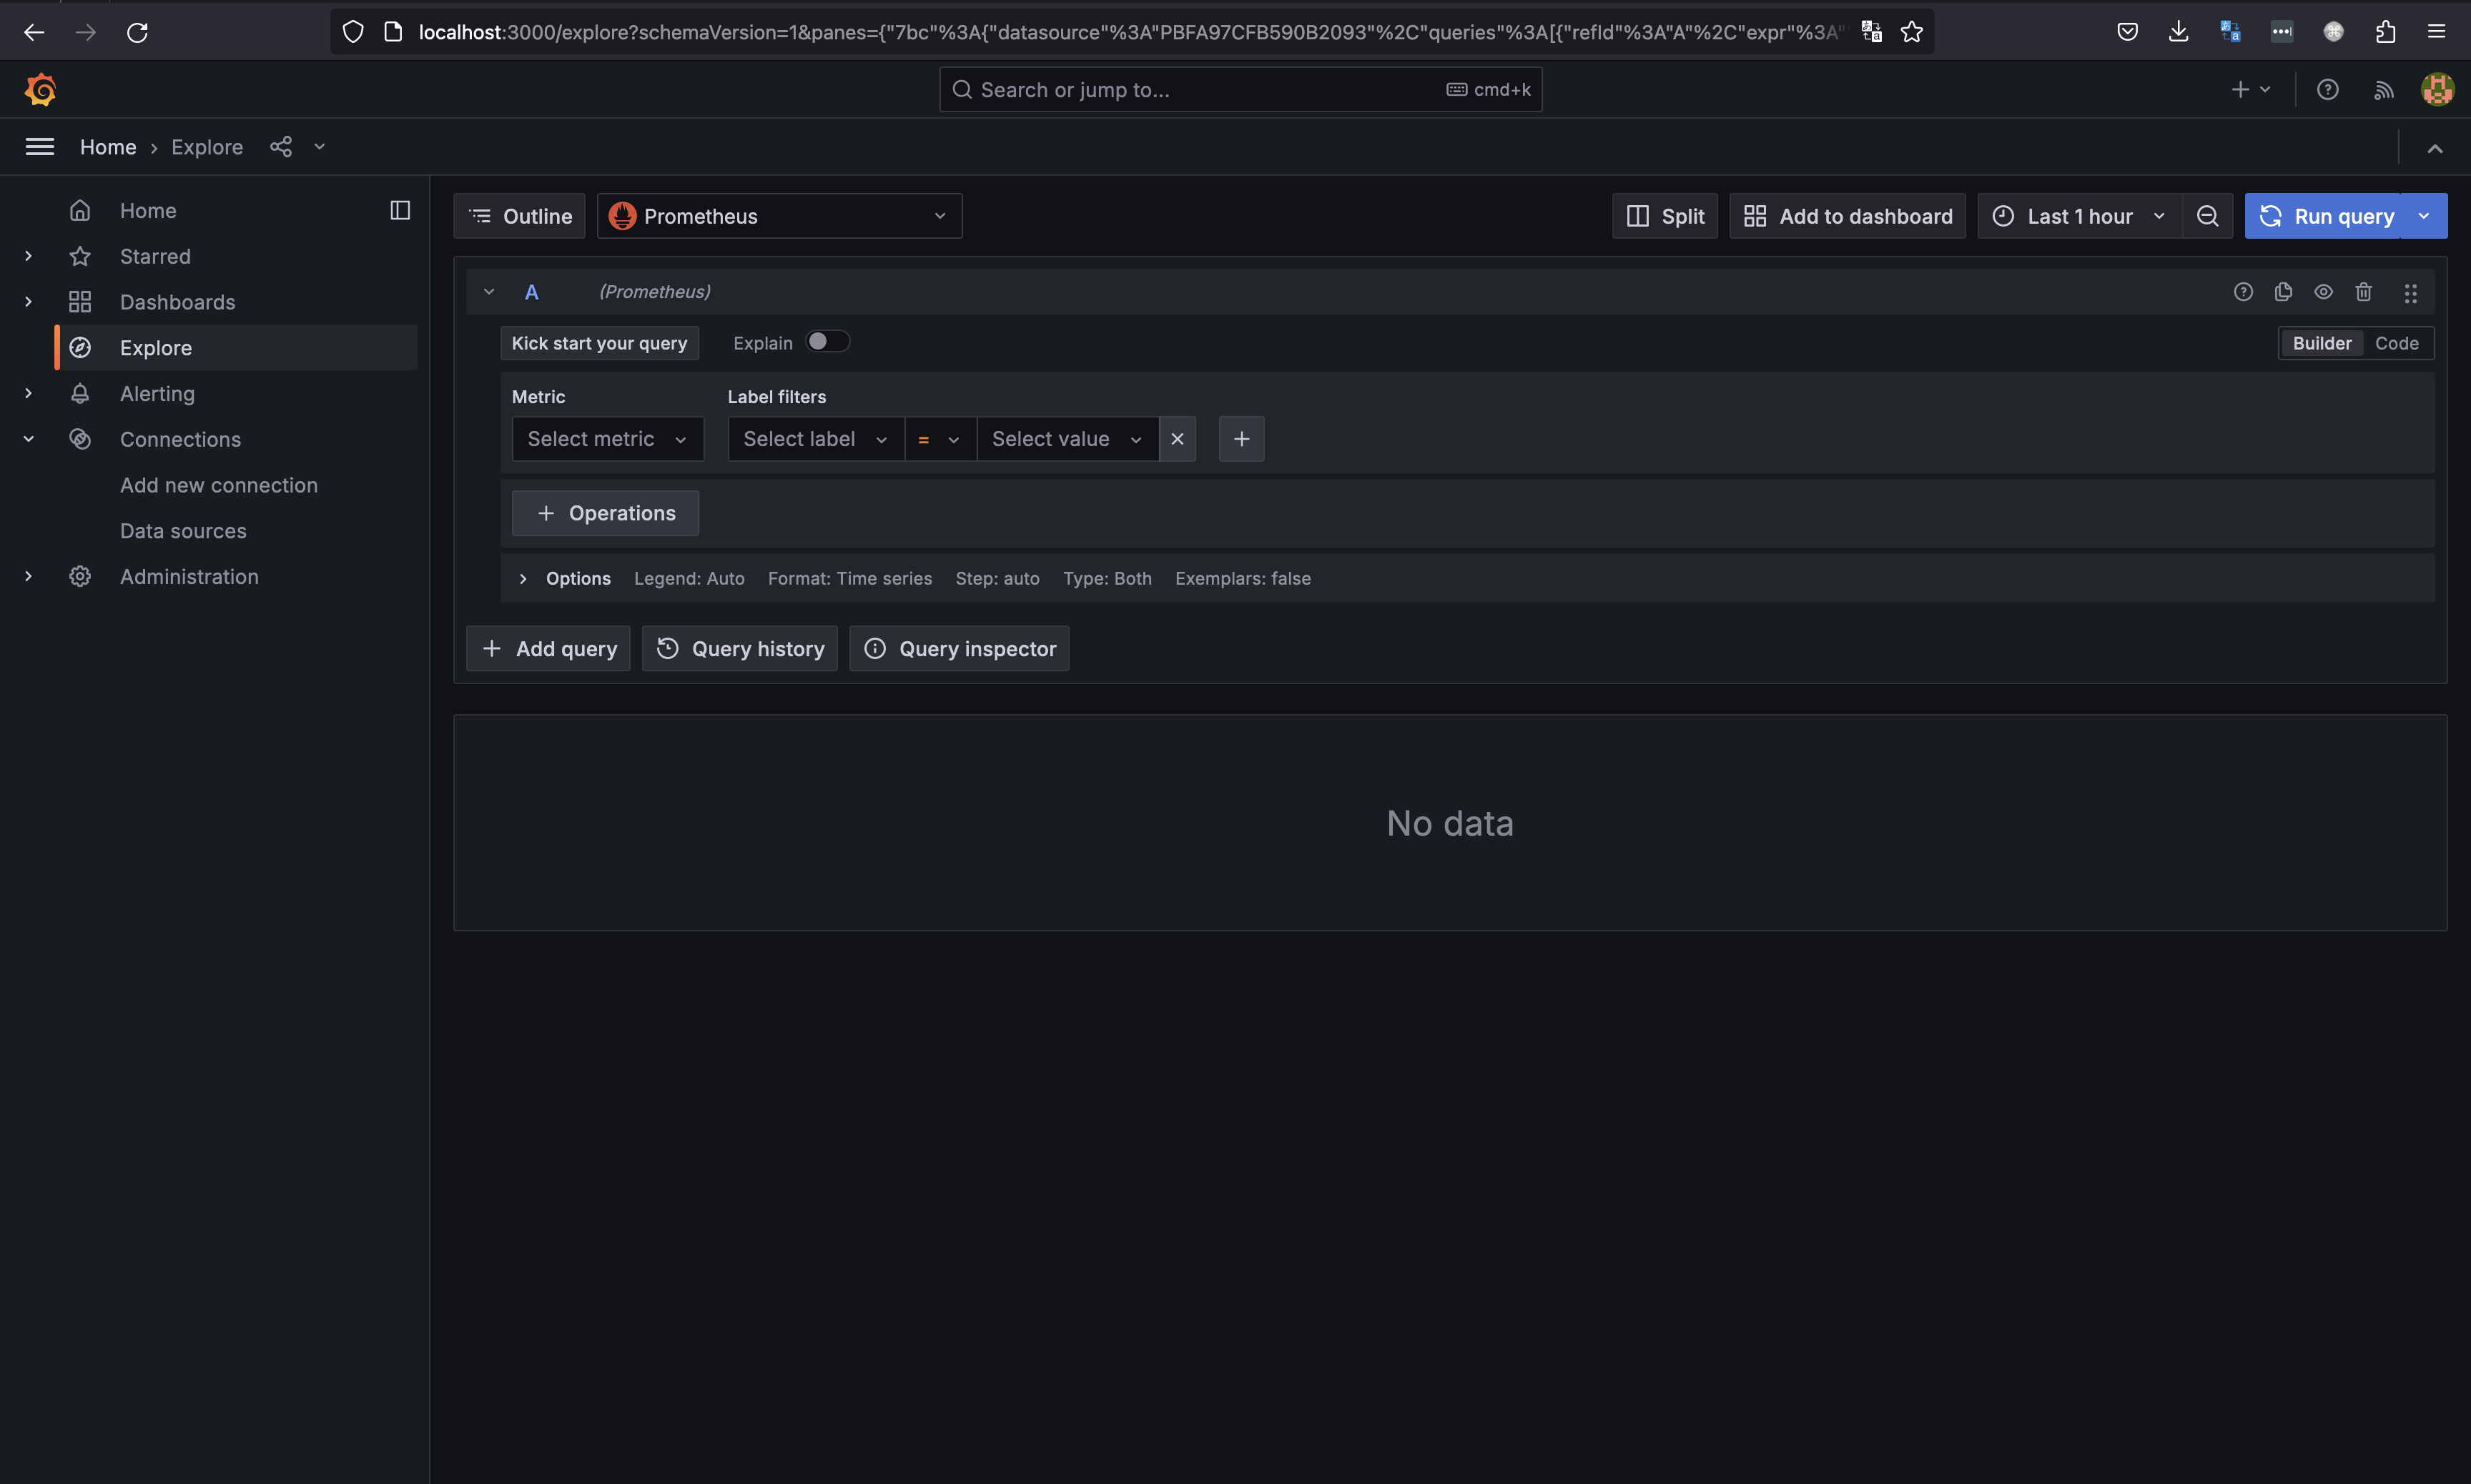 localhost:3000/explore?schemaVersion=1&panes={"7bc"%3A{"datasource"%3A"PBFA97CFB590B2093"%2C"queries"%3A[{"refId"%3A"A"%2C"expr"%3A"
Search or jump to...
cmd+k
Home › Explore
Home
Starred
Dashboards
Explore
Alerting
Connections
Add new connection
Data sources
Administration
Outline
Prometheus
Split
Add to dashboard
Last 1 hour
Run query
A (Prometheus)
Kick start your query
Explain
Builder
Code
Metric
Label filters
Select metric
Select label
=
Select value
+ Operations
Options Legend: Auto Format: Time series Step: auto Type: Both Exemplars: false
+ Add query
Query history
Query inspector
No data